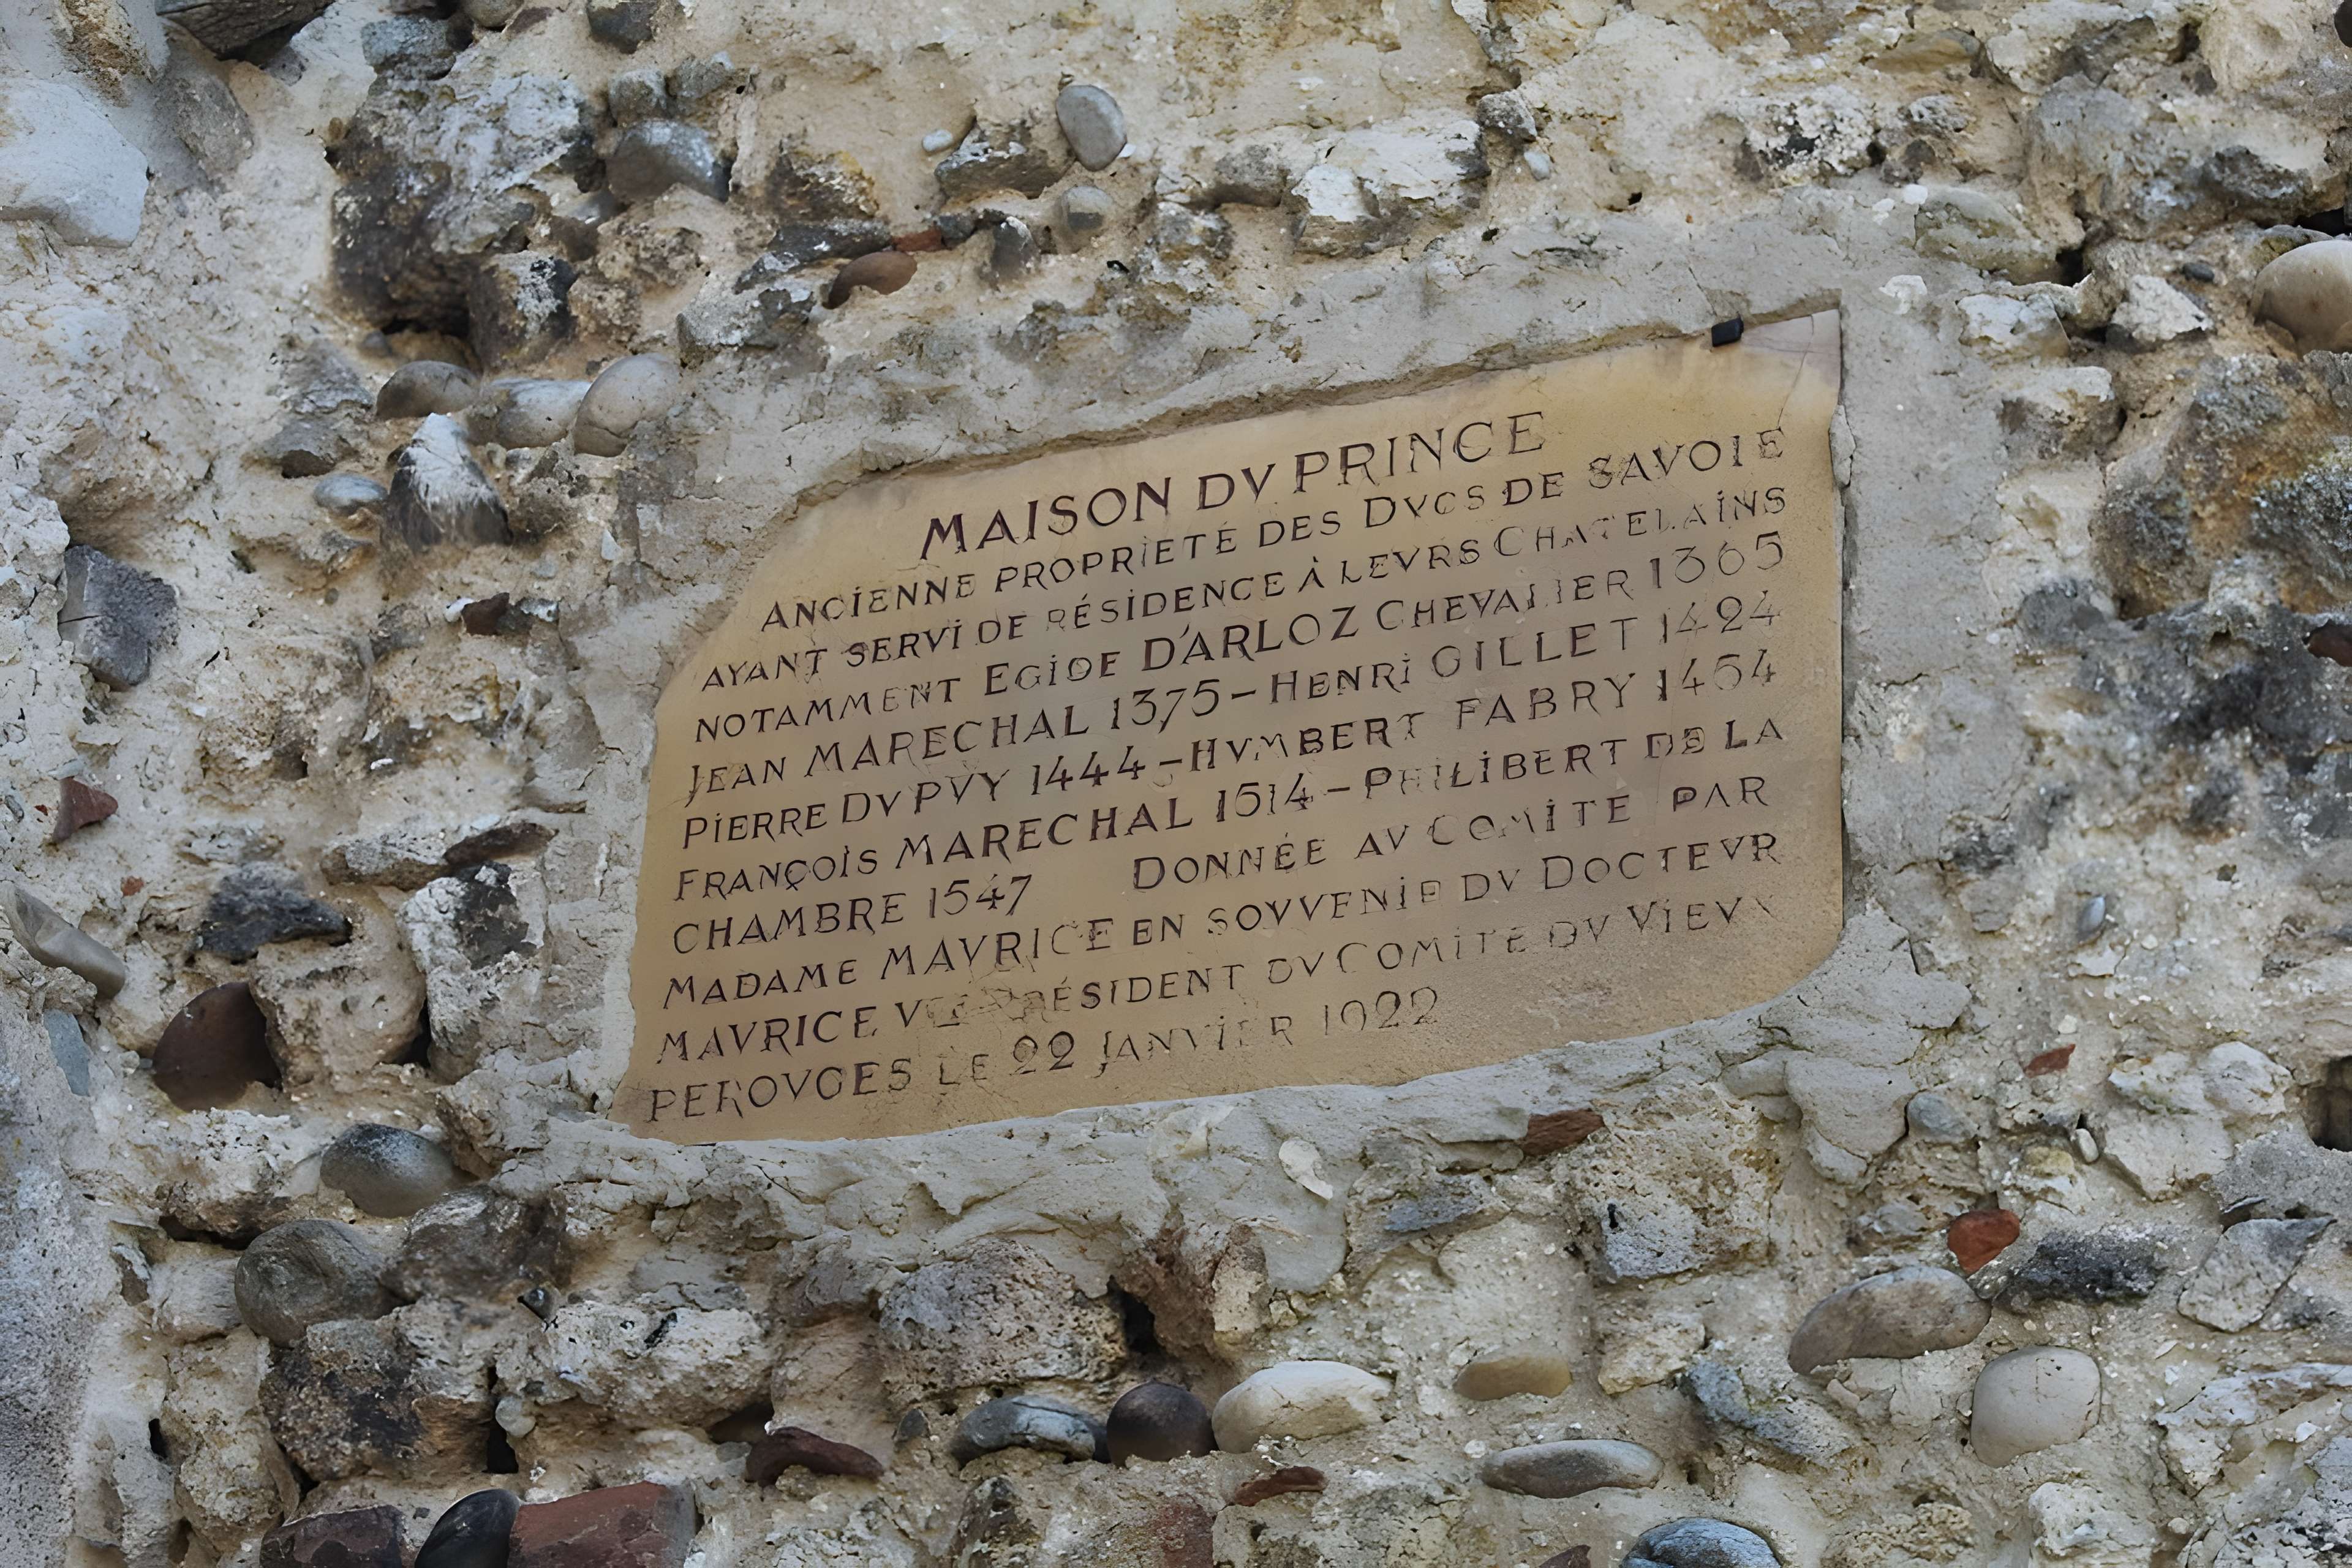 MAISON DV PRINCE
ANCIENNE PROPRIETÉ DES DVCS DE SAVOIE
AYANT SERVI DE RÉSIDENCE À LEVRS CHATELAINS
NOTAMMENT EGIDE D'ARLOZ CHEVALIER 1365
JEAN MARECHAL 1375 - HENRI GILLET 1424
PIERRE DV PVY 1444 - HVMBERT FABRY 1464
FRANÇOIS MARECHAL 1514 - PHILIBERT DE LA
CHAMBRE 1547 DONNÉE AV COMITE PAR
MADAME MAVRICE EN SOVVENIR DV DOCTEVR
MAVRICE PRÉSIDENT DV COMITE DV VIEVX
PEROVGES LE 22 JANVIER 1922